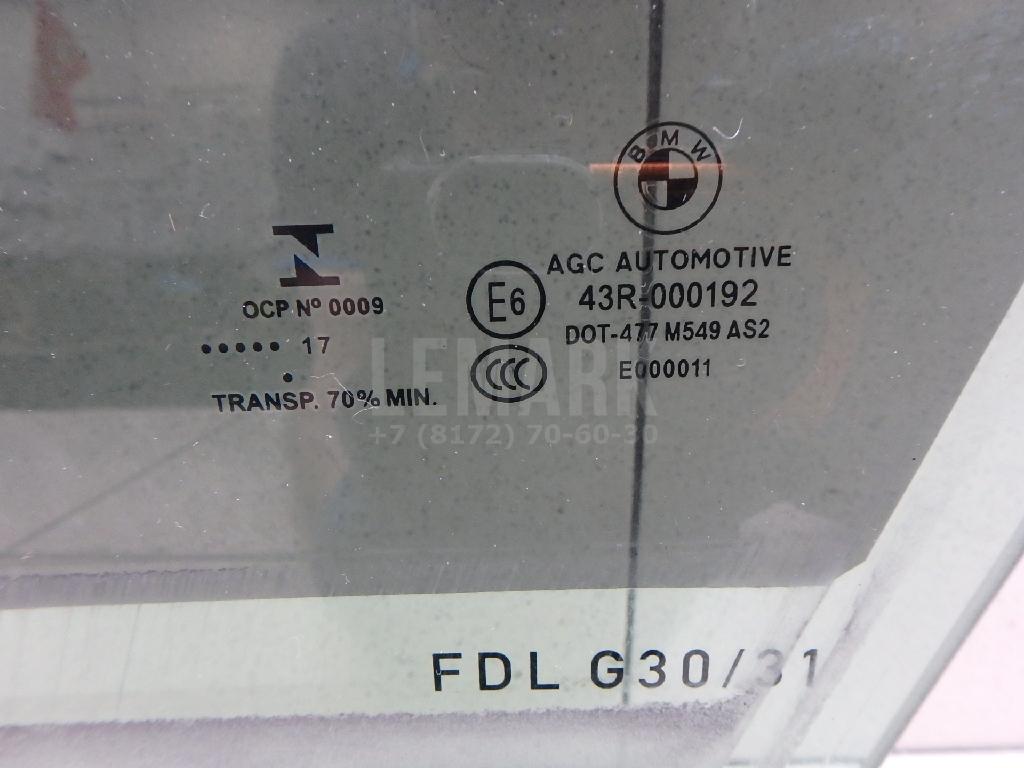 BMW
AGC AUTOMOTIVE
43R-000192
DOT-477 M549 AS2
E000011
E6
CCC
OCP Nº 0009
••••• 17
•
TRANSP. 70% MIN.
LEMARK
+7 (8172) 70-60-30
FDL G30/31